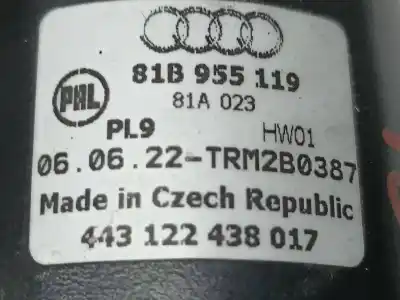 81B 955 119
PAL 81A 023
PL9 HW01
06.06.22-TRM2B0387
Made in Czech Republic
443 122 438 017